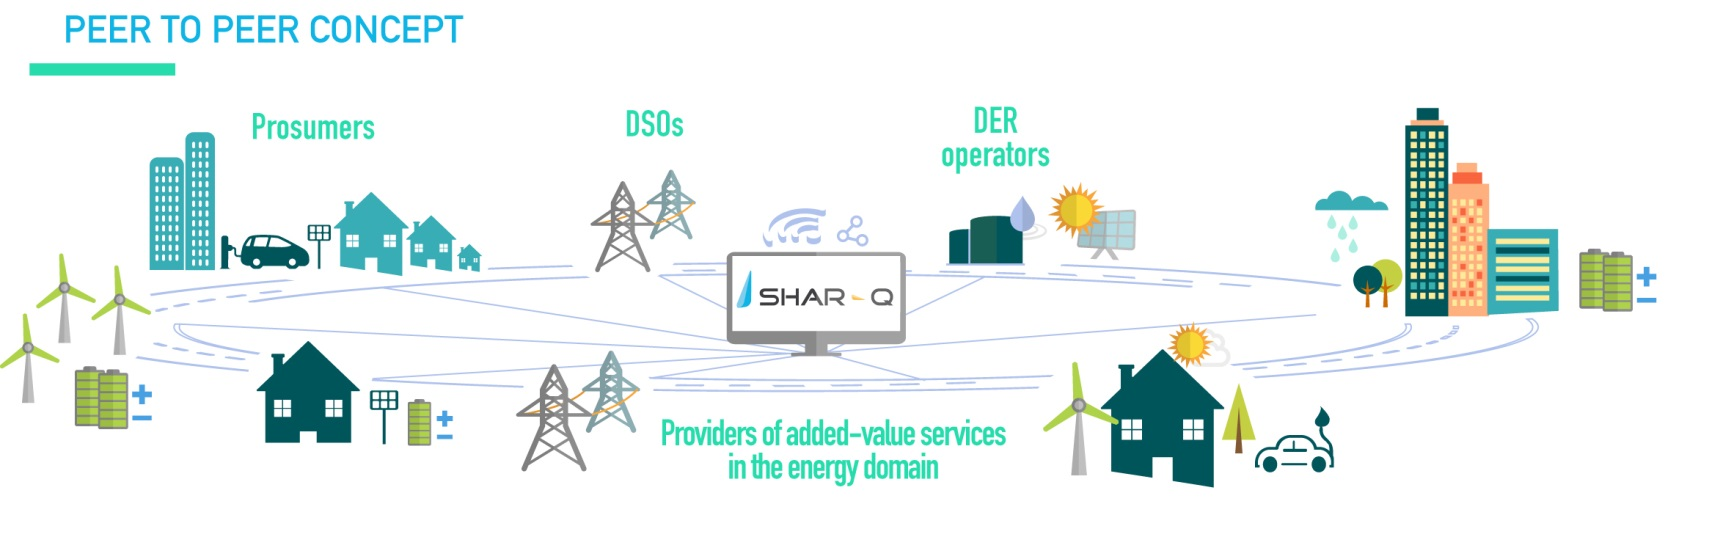 PEER TO PEER CONCEPT
Prosumers
DSOs
DER
operators
SHAR-Q
Providers of added-value services
in the energy domain